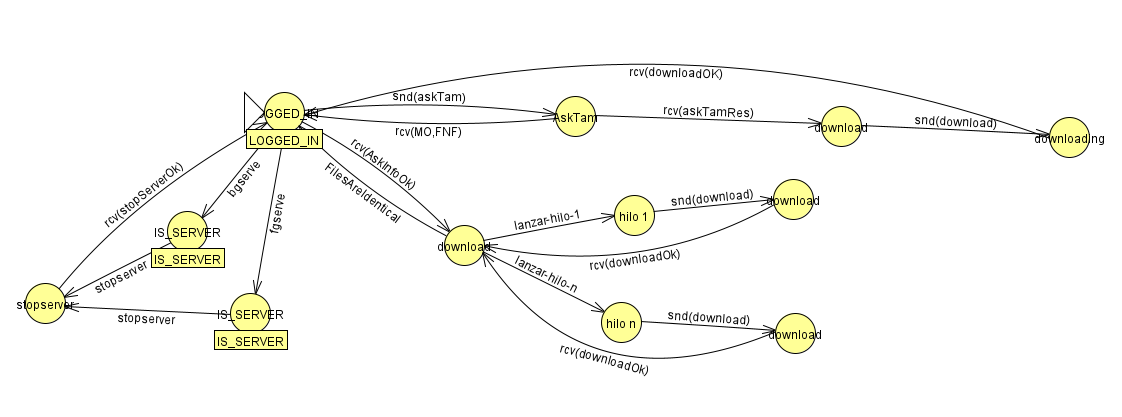 rcv(downloadOK)
snd(askTam)
GGED_IN
AskTam
rcv(askTamRes)
download
snd(download)
downloading
rcv(MO,FNF)
LOGGED_IN
rcv(AskInfoOk)
FilesAreIdentical
rcv(stopServerOk)
bgserve
fgserve
lanzar-hilo-1
hilo 1
snd(download)
download
IS_SERVER
IS_SERVER
download
rcv(downloadOk)
stopserver
lanzar-hilo-n
stopserver
stopserver
IS_SERVER
IS_SERVER
hilo n
snd(download)
download
rcv(downloadOk)